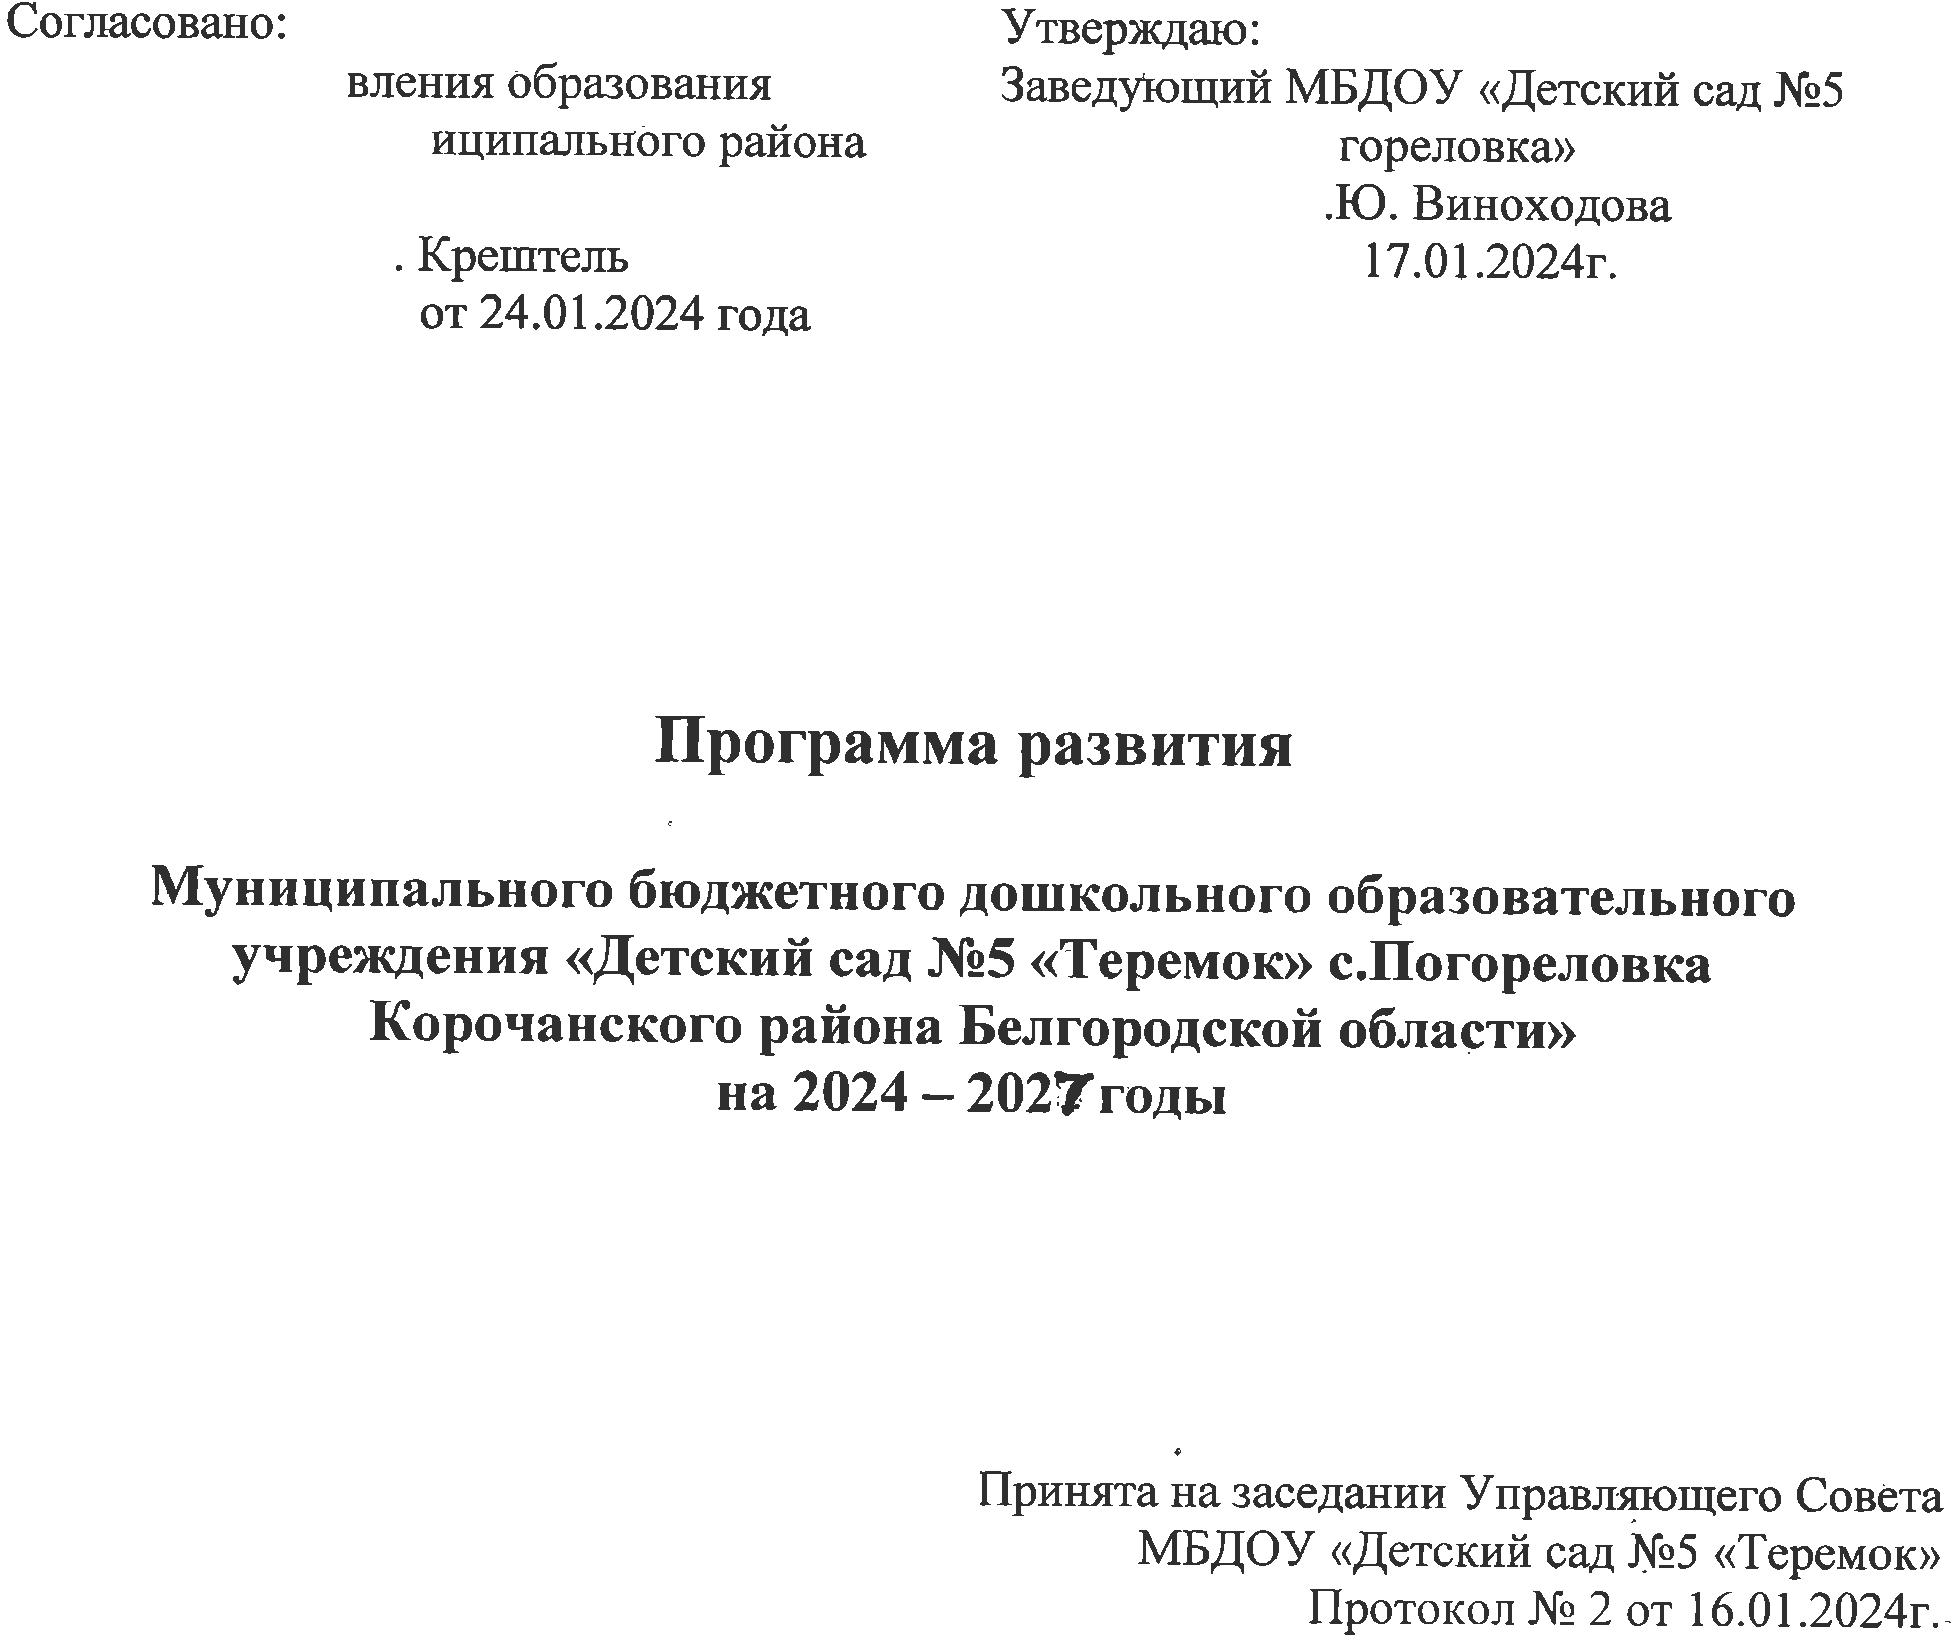 Согласовано:
вления образования
иципального района
. Крештель
от 24.01.2024 года
Утверждаю:
Заведующий МБДОУ «Детский сад №5
гореловка»
.Ю. Виноходова
17.01.2024г.
Программа развития
Муниципального бюджетного дошкольного образовательного
учреждения «Детский сад №5 «Теремок» с.Погореловка
Корочанского района Белгородской области»
на 2024 – 2027 годы
Принята на заседании Управляющего Совета
МБДОУ «Детский сад №5 «Теремок»
Протокол № 2 от 16.01.2024г.